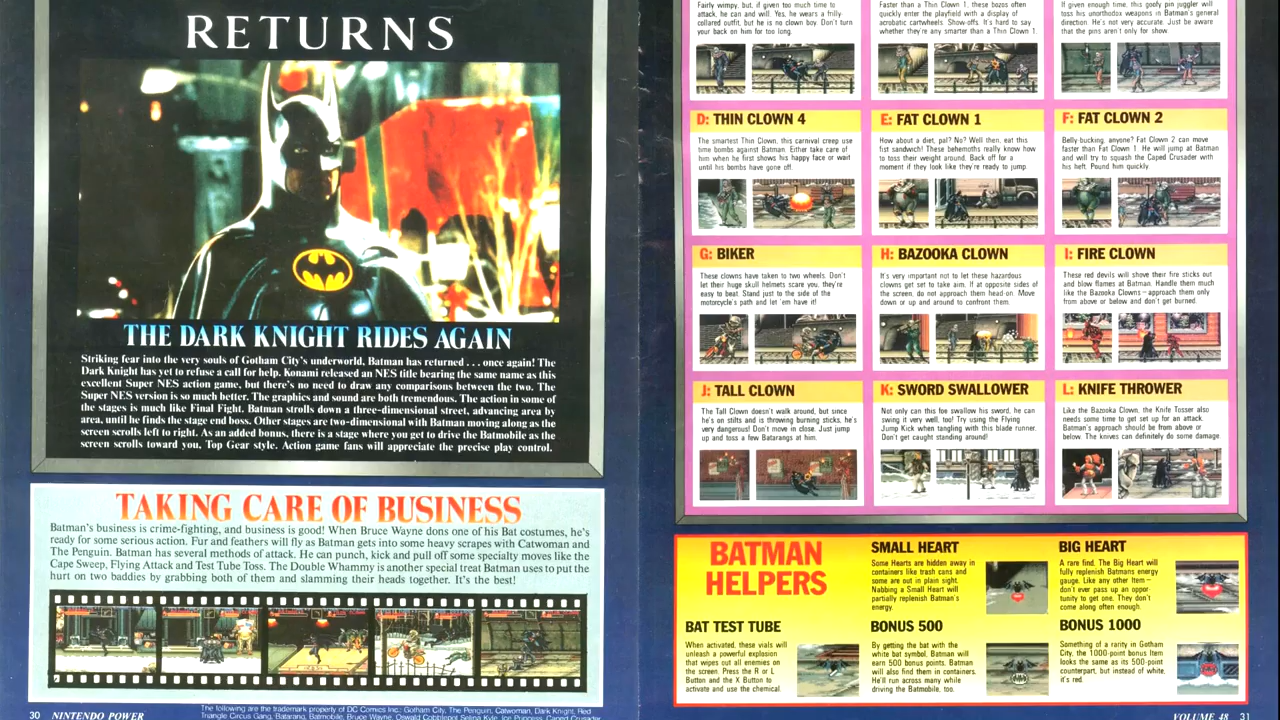 RETURNS
THE DARK KNIGHT RIDES AGAIN
Striking fear into the very souls of Gotham City's underworld, Batman has returned . . . once again! The
Dark Knight has yet to refuse a call for help. Konami released an NES title bearing the same name as this
excellent Super NES action game, but there's no need to draw any comparisons between the two. The
Super NES version is so much better. The graphics and sound are both tremendous. The action in some of
the stages is much like Final Fight. Batman strolls down a three-dimensional street, advancing area by
area, until he finds the stage end boss. Other stages are two-dimensional with Batman moving along as the
screen scrolls left to right. As an added bonus, there is a stage where you get to drive the Batmobile as the
screen scrolls toward you, Top Gear style. Action game fans will appreciate the precise play control.
TAKING CARE OF BUSINESS
Batman's business is crime-fighting, and business is good! When Bruce Wayne dons one of his Bat costumes, he's
ready for some serious action. Fur and feathers will fly as Batman gets into some heavy scrapes with Catwoman and
The Penguin. Batman has several methods of attack. He can punch, kick and pull off some specialty moves like the
Cape Sweep, Flying Attack and Test Tube Toss. The Double Whammy is another special treat Batman uses to put the
hurt on two baddies by grabbing both of them and slamming their heads together. It's the best!
30 NINTENDO POWER
The following are the trademark property of DC Comics Inc.: Gotham City, The Penguin, Catwoman, Dark Knight, Red
Triangle Circus Gang, Batarang, Batmobile, Bruce Wayne, Oswald Cobblepot Selina Kyle, Ice Princess, Caped Crusader
Fairly wimpy, but, if given too much time to
attack, he can and will. Yes, he wears a frilly-
collared outfit, but he is no clown boy. Don't turn
your back on him for too long.
Faster than a Thin Clown 1, these bozos often
quickly enter the playfield with a display of
acrobatic cartwheels. Show-offs. It's hard to say
whether they're any smarter than a Thin Clown 1.
If given enough time, this goofy pin juggler will
toss his unorthodox weapons in Batman's general
direction. He's not very accurate. Just be aware
that the pins aren't only for show.
D: THIN CLOWN 4
The smartest Thin Clown, this carnival creep use
time bombs against Batman. Either take care of
him when he first shows his happy face or wait
until his bombs have gone off.
E: FAT CLOWN 1
How about a diet, pal? No? Well then, eat this
fist sandwich! These behemoths really know how
to toss their weight around. Back off for a
moment if they look like they're ready to jump.
F: FAT CLOWN 2
Belly-bucking, anyone? Fat Clown 2 can move
faster than Fat Clown 1. He will jump at Batman
and will try to squash the Caped Crusader with
his heft. Pound him quickly.
G: BIKER
These clowns have taken to two wheels. Don't
let their huge skull helmets scare you, they're
easy to beat. Stand just to the side of the
motorcycle's path and let 'em have it!
H: BAZOOKA CLOWN
It's very important not to let these hazardous
clowns get set to take aim. If at opposite sides of
the screen, do not approach them head-on. Move
down or up and around to confront them.
I: FIRE CLOWN
These red devils will shove their fire sticks out
and blow flames at Batman. Handle them much
like the Bazooka Clowns–approach them only
from above or below and don't get burned.
J: TALL CLOWN
The Tall Clown doesn't walk around, but since
he's on stilts and is throwing burning sticks, he's
very dangerous! Don't move in close. Just jump
up and toss a few Batarangs at him.
K: SWORD SWALLOWER
Not only can this foe swallow his sword, he can
swing it very well, too! Try using the Flying
Jump Kick when tangling with this blade runner.
Don't get caught standing around!
L: KNIFE THROWER
Like the Bazooka Clown, the Knife Tosser also
needs some time to get set up for an attack.
Batman's approach should be from above or
below. The knives can definitely do some damage
BATMAN
HELPERS
SMALL HEART
Some Hearts are hidden away in
containers like trash cans and
some are out in plain sight.
Nabbing a Small Heart will
partially replenish Batman's
energy.
BIG HEART
A rare find. The Big Heart will
fully replenish Batmans energy
gauge. Like any other Item–
don't ever pass up an oppor-
tunity to get one. They don't
come along often enough.
BAT TEST TUBE
When activated, these vials will
unleash a powerful explosion
that wipes out all enemies on
the screen. Press the R or L
Button and the X Button to
activate and use the chemical.
BONUS 500
By getting the bat with the
white bat symbol, Batman will
earn 500 bonus points. Batman
will also find them in containers.
He'll run across many while
driving the Batmobile, too.
BONUS 1000
Something of a rarity in Gotham
City, the 1000-point bonus Item
looks the same as its 500-point
counterpart, but instead of white,
it's red.
VOLUME 48 31